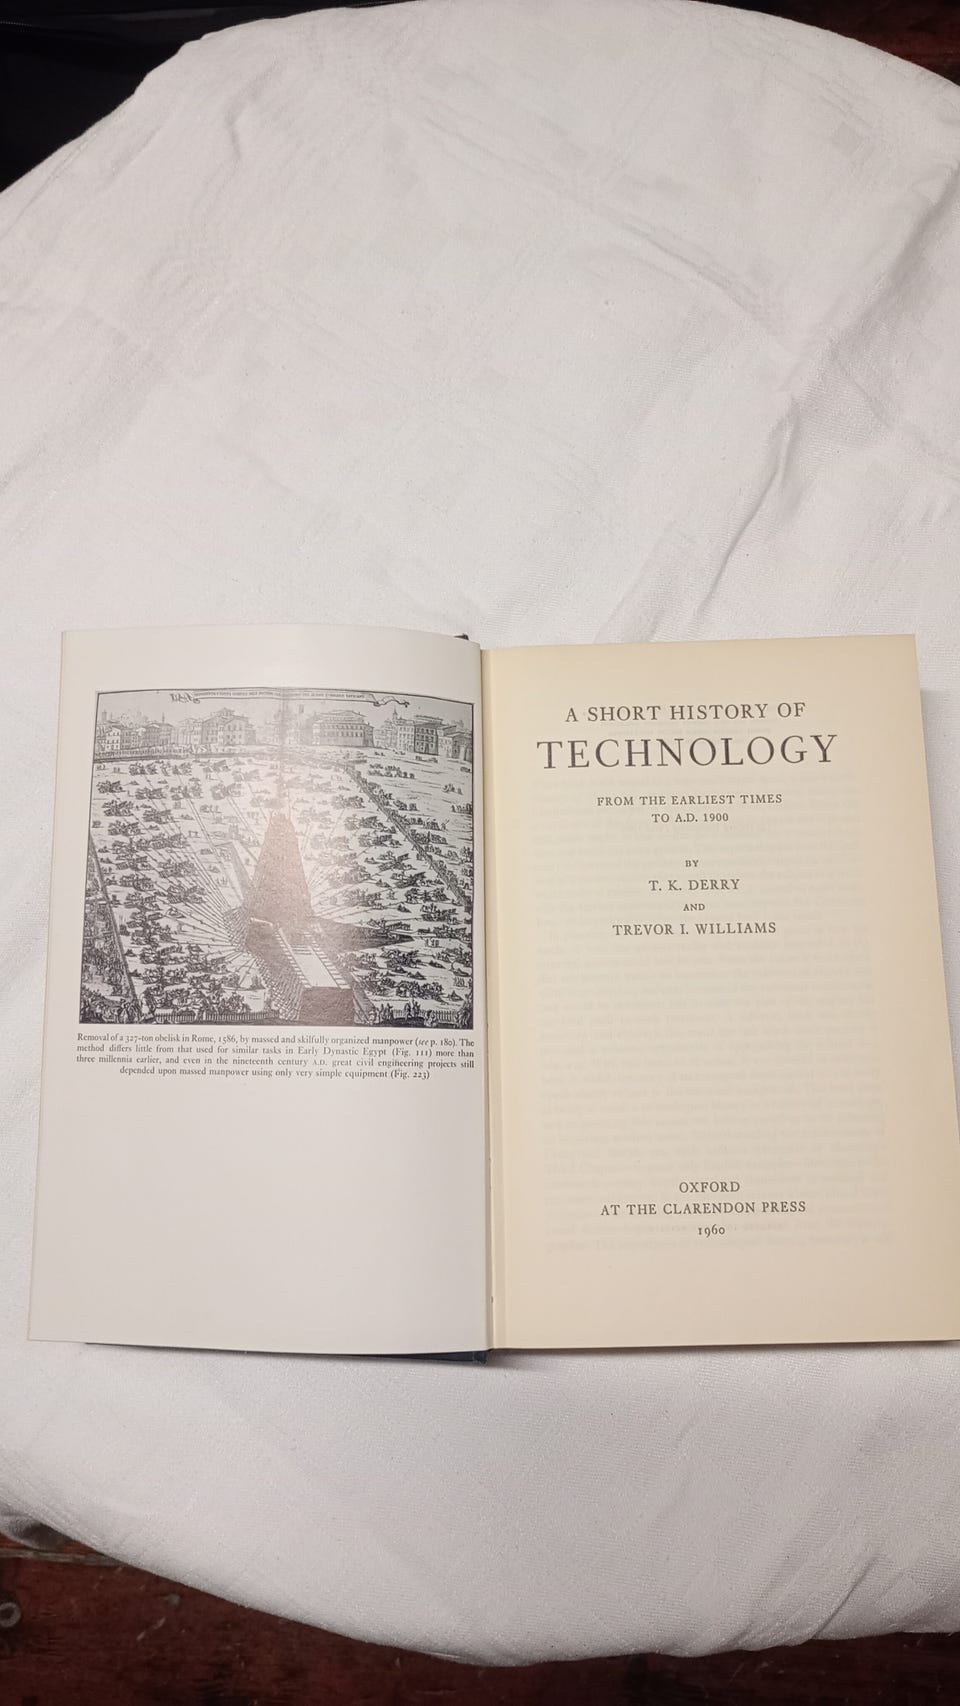 Removal of a 327-ton obelisk in Rome, 1586, by massed and skilfully organized manpower (see p. 180). The
method differs little from that used for similar tasks in Early Dynastic Egypt (Fig. 111) more than
three millennia earlier, and even in the nineteenth century A.D. great civil engineering projects still
depended upon massed manpower using only very simple equipment (Fig. 223)
A SHORT HISTORY OF
TECHNOLOGY
FROM THE EARLIEST TIMES
TO A.D. 1900
BY
T. K. DERRY
AND
TREVOR I. WILLIAMS
OXFORD
AT THE CLARENDON PRESS
1960